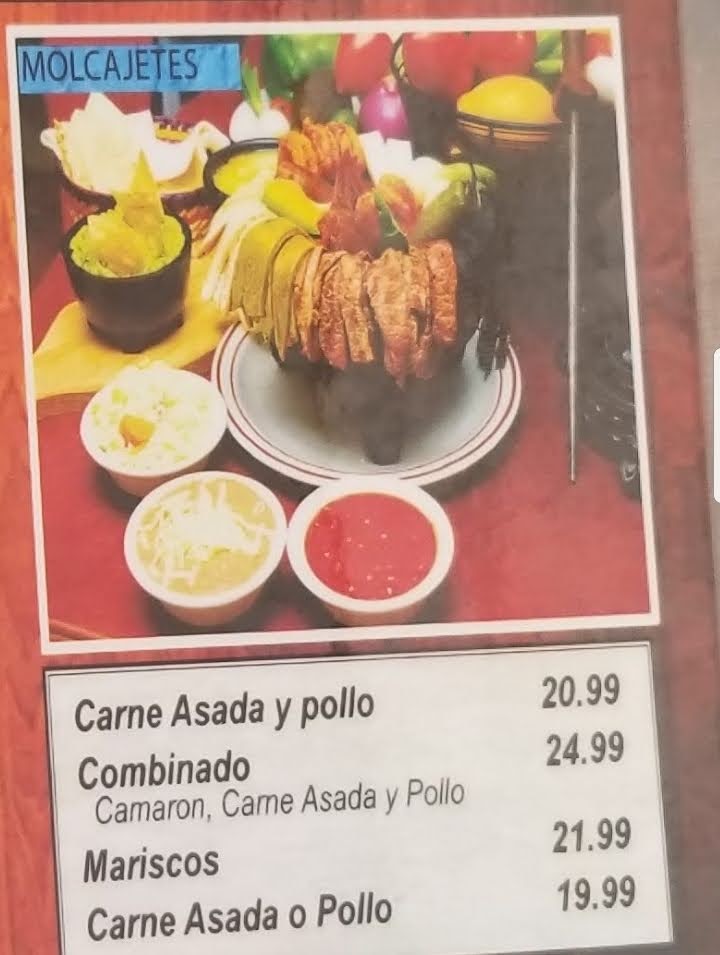 MOLCAJETES
Carne Asada y pollo 20.99
Combinado 24.99
Camaron, Carne Asada y Pollo
Mariscos 21.99
Carne Asada o Pollo 19.99